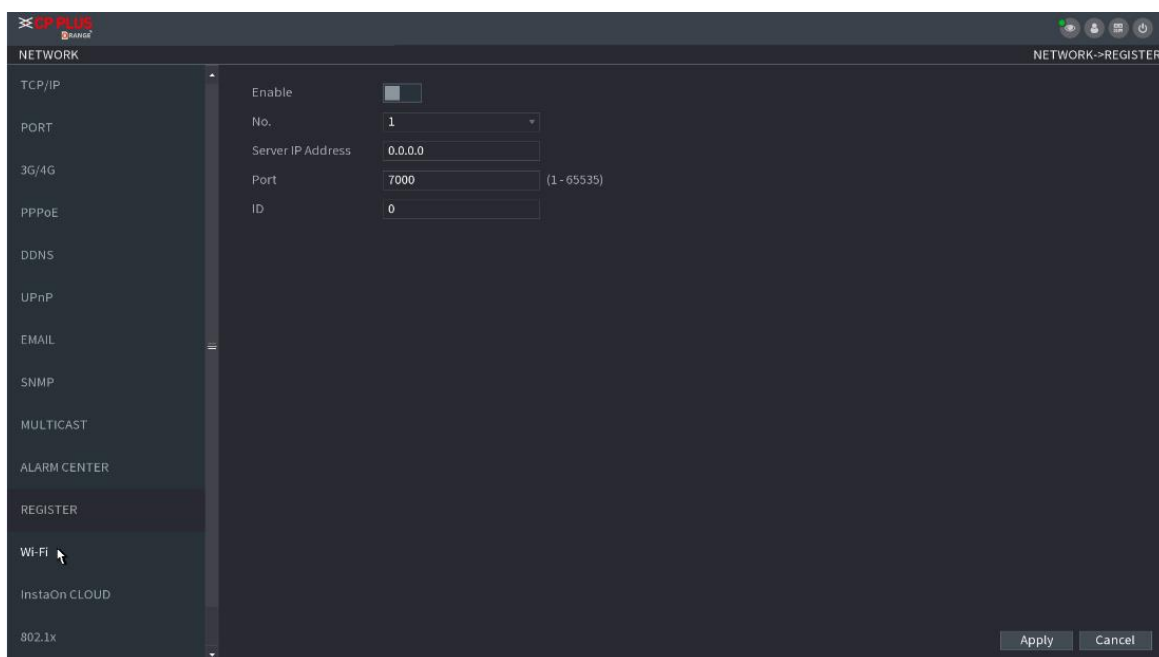 CP PLUS
ORANGE
NETWORK NETWORK->REGISTER
TCP/IP
PORT
3G/4G
PPPoE
DDNS
UPnP
EMAIL
SNMP
MULTICAST
ALARM CENTER
REGISTER
Wi-Fi
InstaOn CLOUD
802.1x
Enable
No. 1
Server IP Address 0.0.0.0
Port 7000 (1 - 65535)
ID 0
Apply Cancel